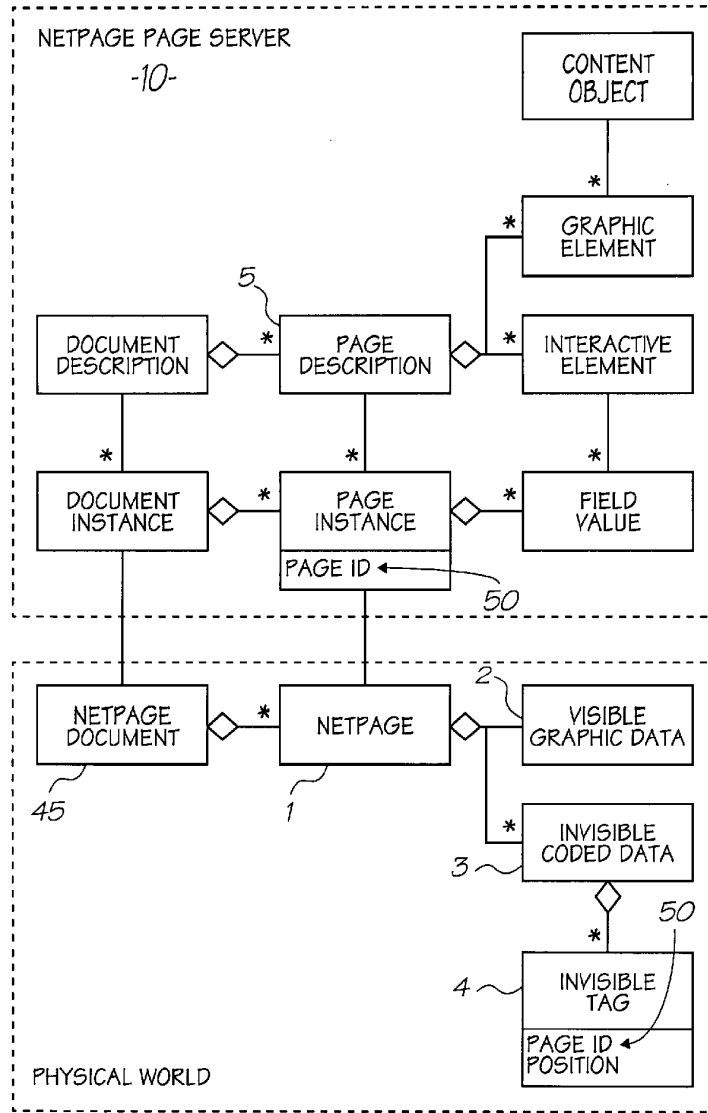 NETPAGE PAGE SERVER
-10-
CONTENT
OBJECT
*
*
GRAPHIC
ELEMENT
5
DOCUMENT
DESCRIPTION
*
PAGE
DESCRIPTION
*
INTERACTIVE
ELEMENT
*
*
*
DOCUMENT
INSTANCE
*
PAGE
INSTANCE
*
FIELD
VALUE
PAGE ID
50
NETPAGE
DOCUMENT
*
NETPAGE
2
VISIBLE
GRAPHIC DATA
45
1
*
INVISIBLE
CODED DATA
3
50
*
4
INVISIBLE
TAG
PAGE ID
POSITION
PHYSICAL WORLD